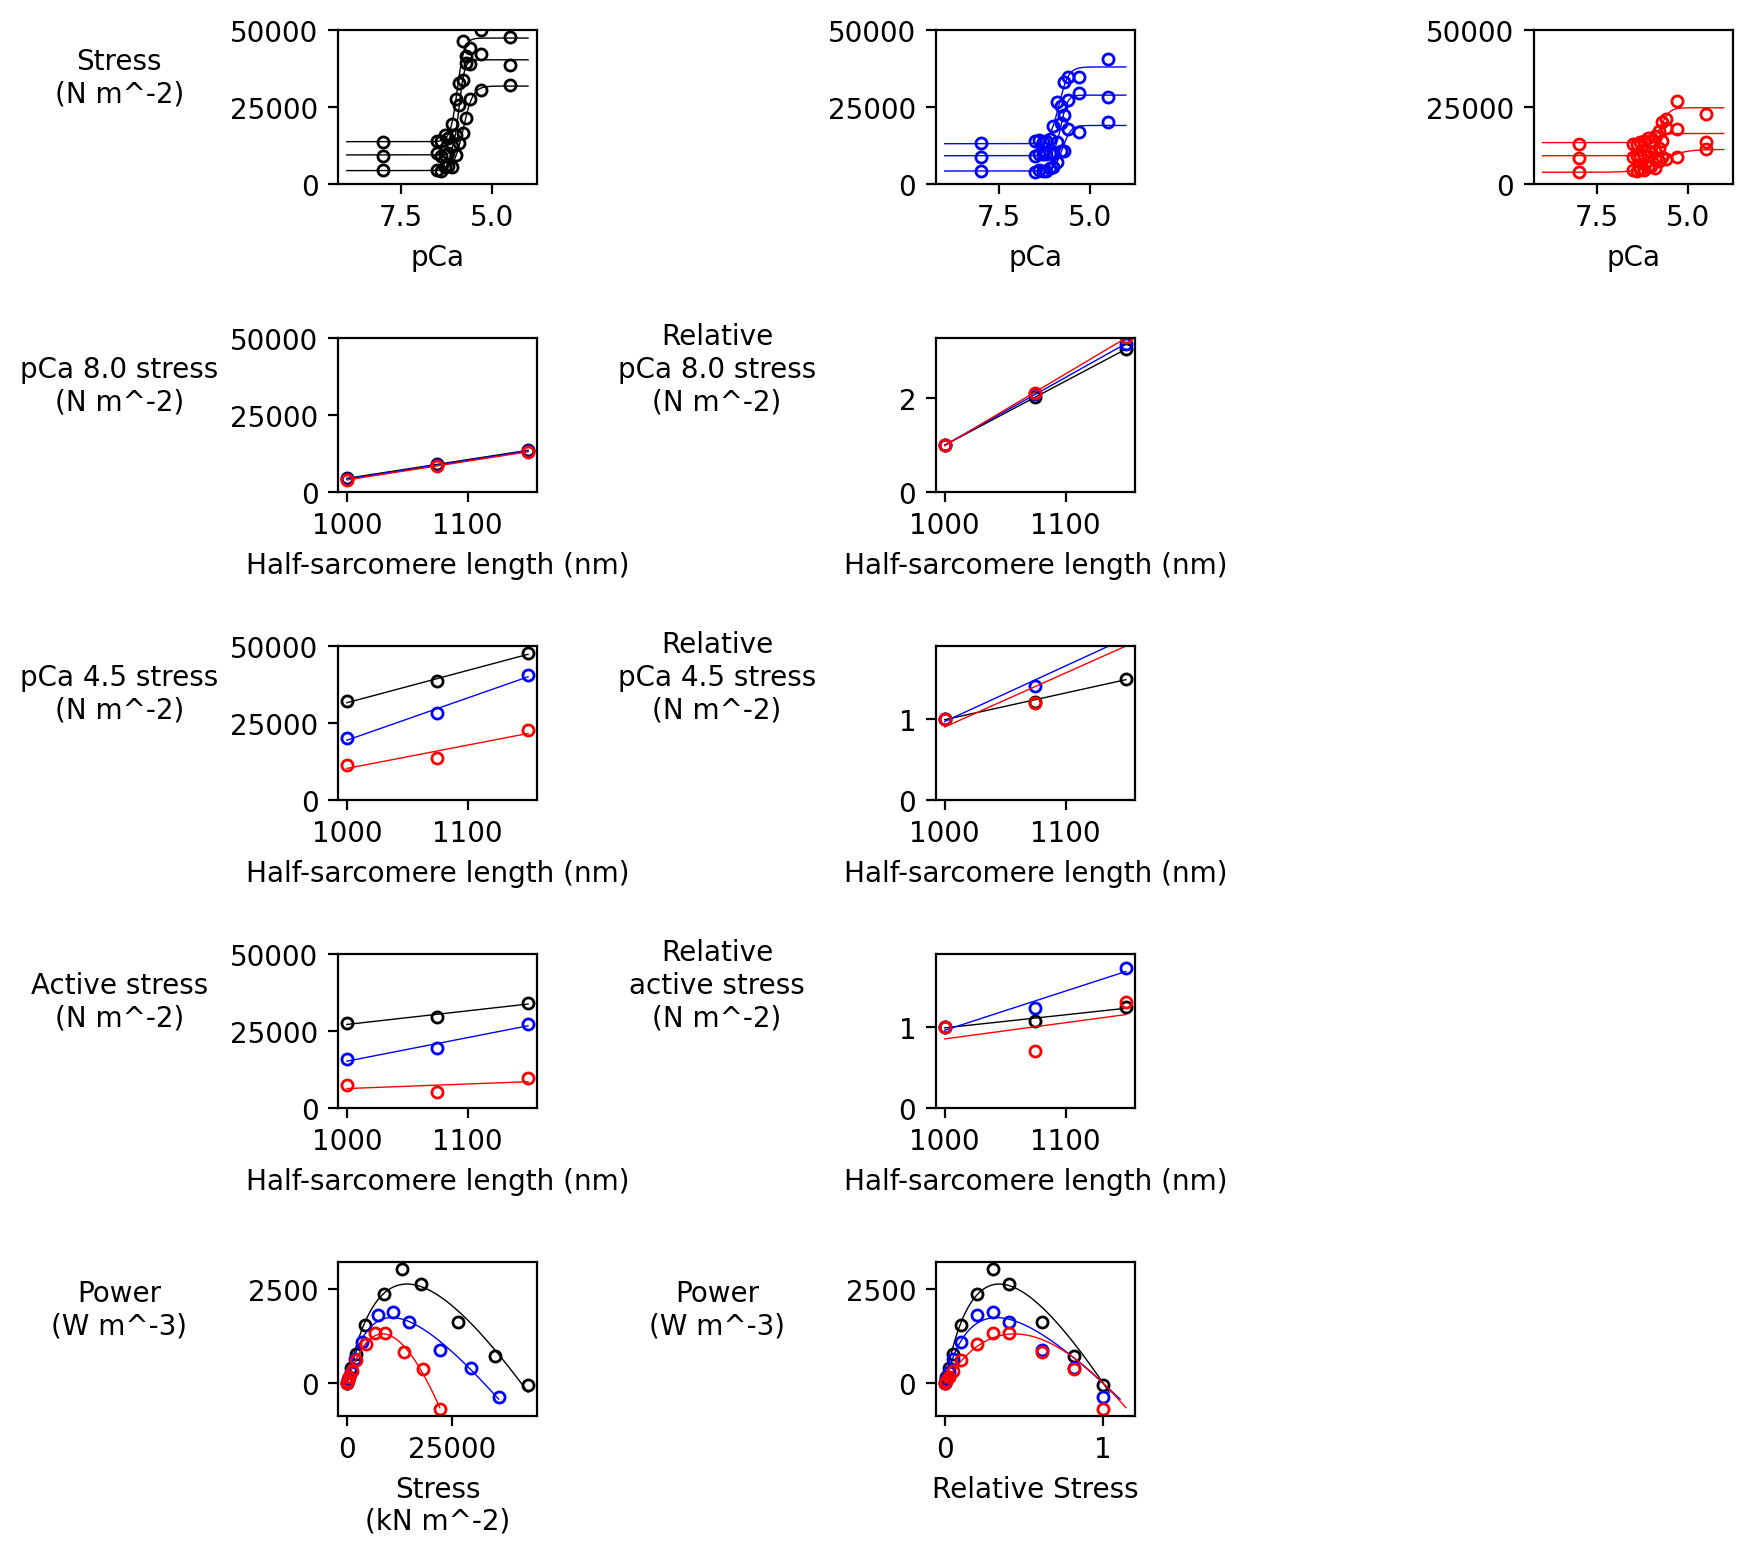 Stress
(N m^-2)
50000
25000
0
7.5
5.0
pCa
50000
25000
0
7.5
5.0
pCa
50000
25000
0
7.5
5.0
pCa
pCa 8.0 stress
(N m^-2)
50000
25000
0
1000
1100
Half-sarcomere length (nm)
Relative
pCa 8.0 stress
(N m^-2)
2
0
1000
1100
Half-sarcomere length (nm)
pCa 4.5 stress
(N m^-2)
50000
25000
0
1000
1100
Half-sarcomere length (nm)
Relative
pCa 4.5 stress
(N m^-2)
1
0
1000
1100
Half-sarcomere length (nm)
Active stress
(N m^-2)
50000
25000
0
1000
1100
Half-sarcomere length (nm)
Relative
active stress
(N m^-2)
1
0
1000
1100
Half-sarcomere length (nm)
Power
(W m^-3)
2500
0
0
25000
Stress
(kN m^-2)
Power
(W m^-3)
2500
0
0
1
Relative Stress